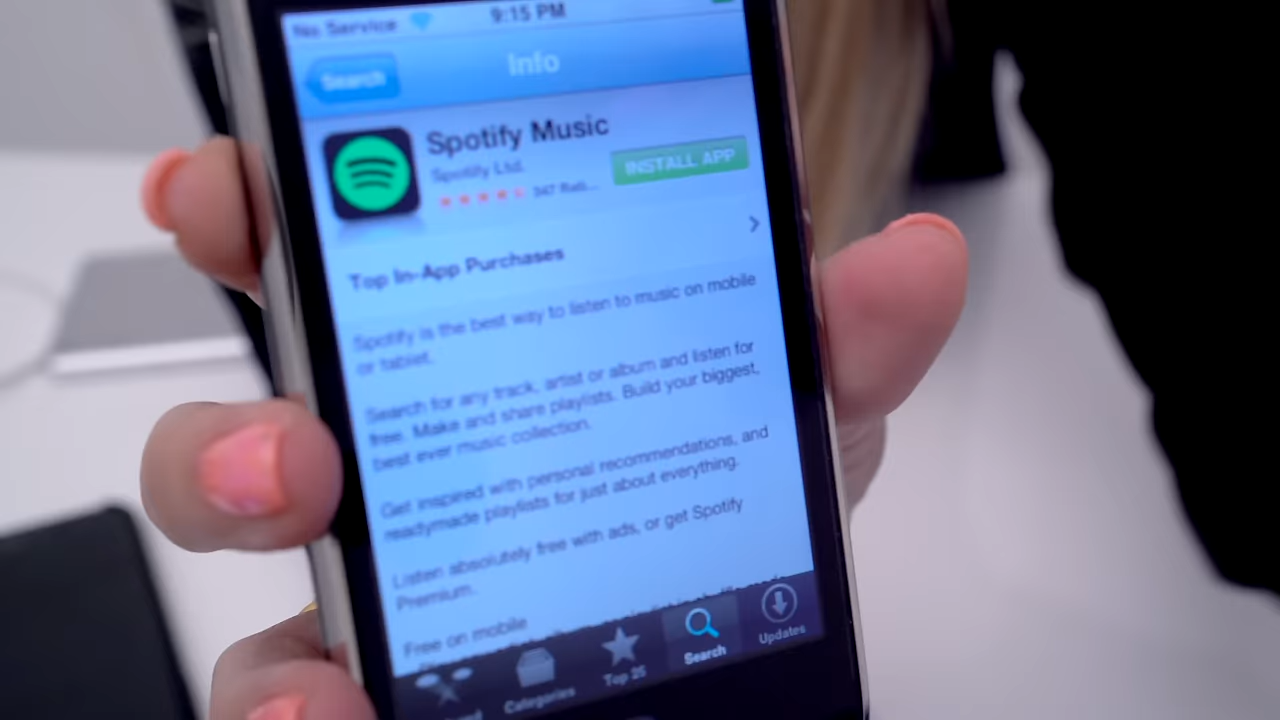 No Service 9:15 PM
Search Info
Spotify Music
Spotify Ltd.
INSTALL APP
347 Rati...
Top In-App Purchases
Spotify is the best way to listen to music on mobile
or tablet.
Search for any track, artist or album and listen for
free. Make and share playlists. Build your biggest,
best ever music collection.
Get inspired with personal recommendations, and
readymade playlists for just about everything.
Listen absolutely free with ads, or get Spotify
Premium.
Free on mobile
Categories Top 25 Search Updates